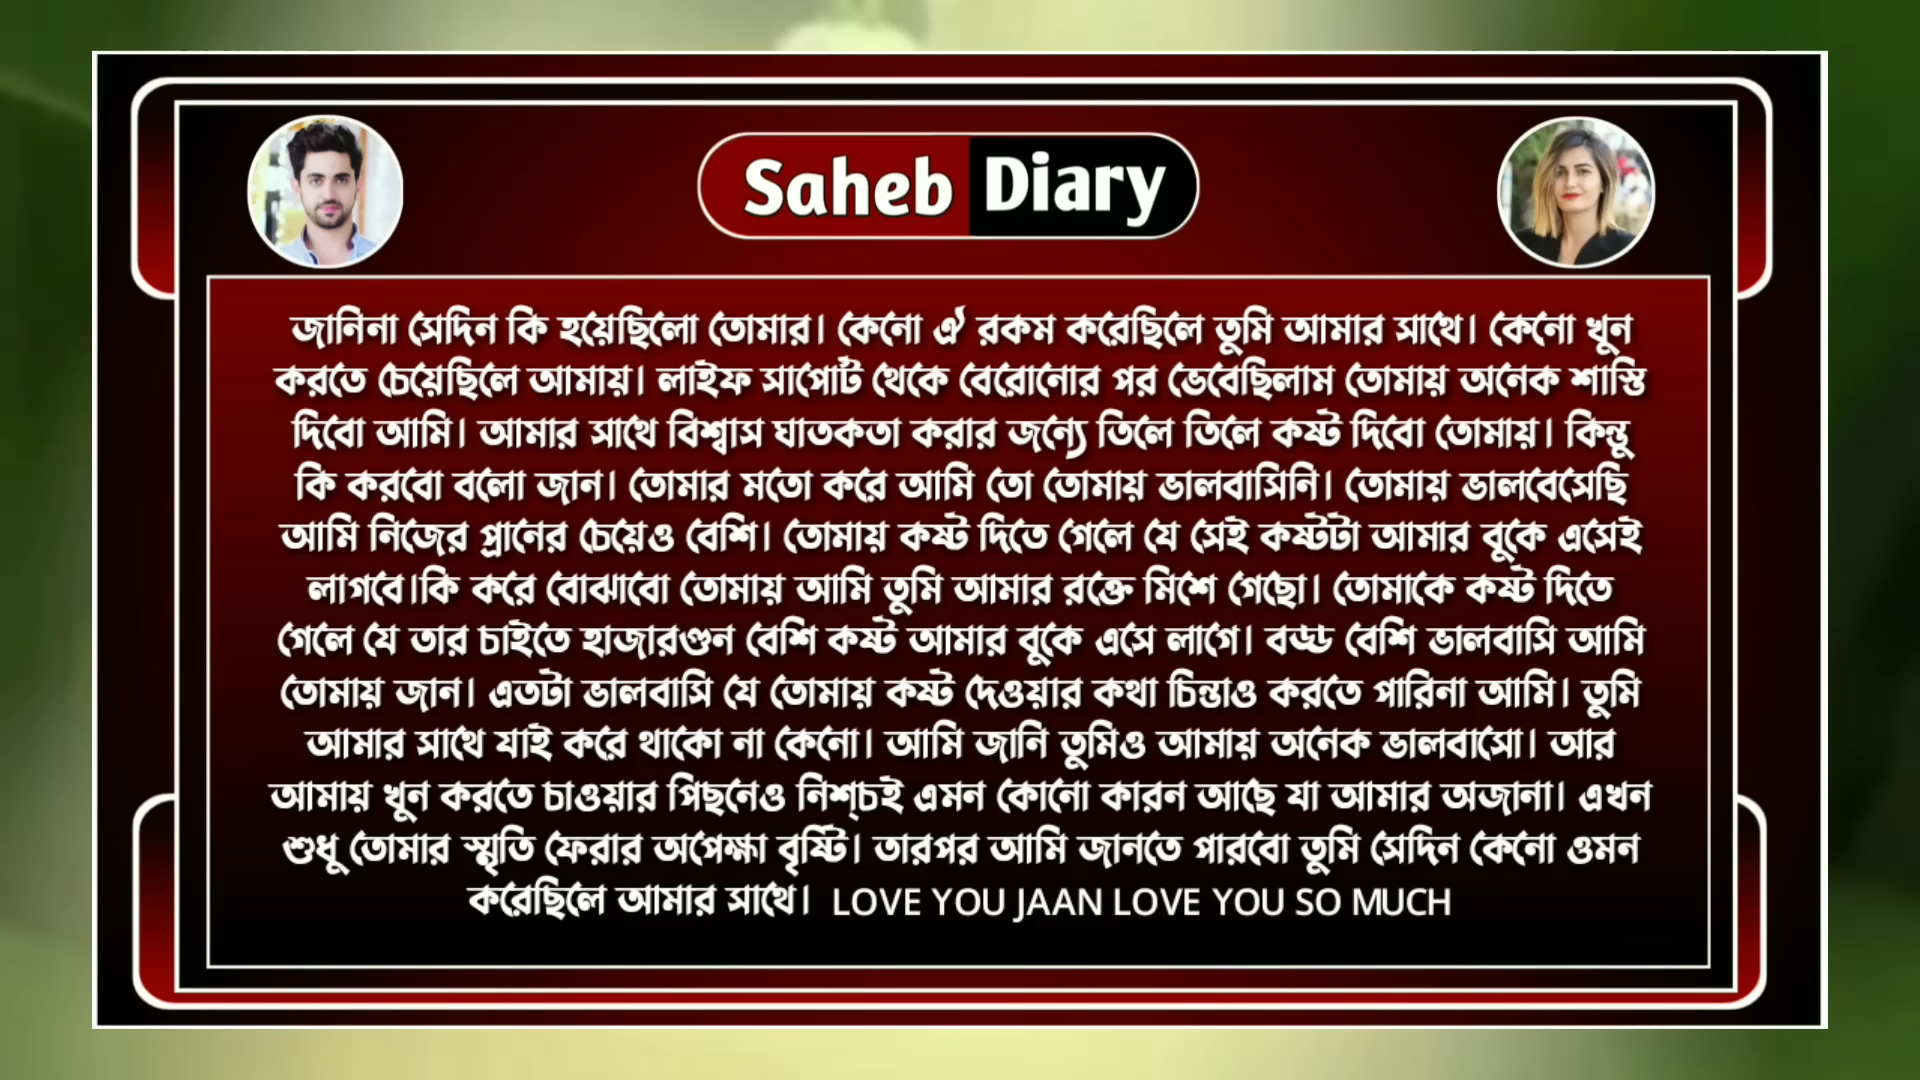 Saheb Diary
জানিনা সেদিন কি হয়েছিলো তোমার। কেনো ঐ রকম করেছিলে তুমি আমার সাথে। কেনো খুন
করতে চেয়েছিলে আমায়। লাইফ সাপোর্ট থেকে বেরোনোর পর ভেবেছিলাম তোমায় অনেক শাস্তি
দিবো আমি। আমার সাথে বিশ্বাস ঘাতকতা করার জন্যে তিলে তিলে কষ্ট দিবো তোমায়। কিন্তু
কি করবো বলো জান। তোমার মতো করে আমি তো তোমায় ভালবাসিনি। তোমায় ভালবেসেছি
আমি নিজের প্রানের চেয়েও বেশি। তোমায় কষ্ট দিতে গেলে যে সেই কষ্টটা আমার বুকে এসেই
লাগবে।কি করে বোঝাবো তোমায় আমি তুমি আমার রক্তে মিশে গেছো। তোমাকে কষ্ট দিতে
গেলে যে তার চাইতে হাজারগুন বেশি কষ্ট আমার বুকে এসে লাগে। বড্ড বেশি ভালবাসি আমি
তোমায় জান। এতটা ভালবাসি যে তোমায় কষ্ট দেওয়ার কথা চিন্তাও করতে পারিনা আমি। তুমি
আমার সাথে যাই করে থাকো না কেনো। আমি জানি তুমিও আমায় অনেক ভালবাসো। আর
আমায় খুন করতে চাওয়ার পিছনেও নিশ্চই এমন কোনো কারন আছে যা আমার অজানা। এখন
শুধু তোমার স্মৃতি ফেরার অপেক্ষা বৃষ্টি। তারপর আমি জানতে পারবো তুমি সেদিন কেনো ওমন
করেছিলে আমার সাথে। LOVE YOU JAAN LOVE YOU SO MUCH